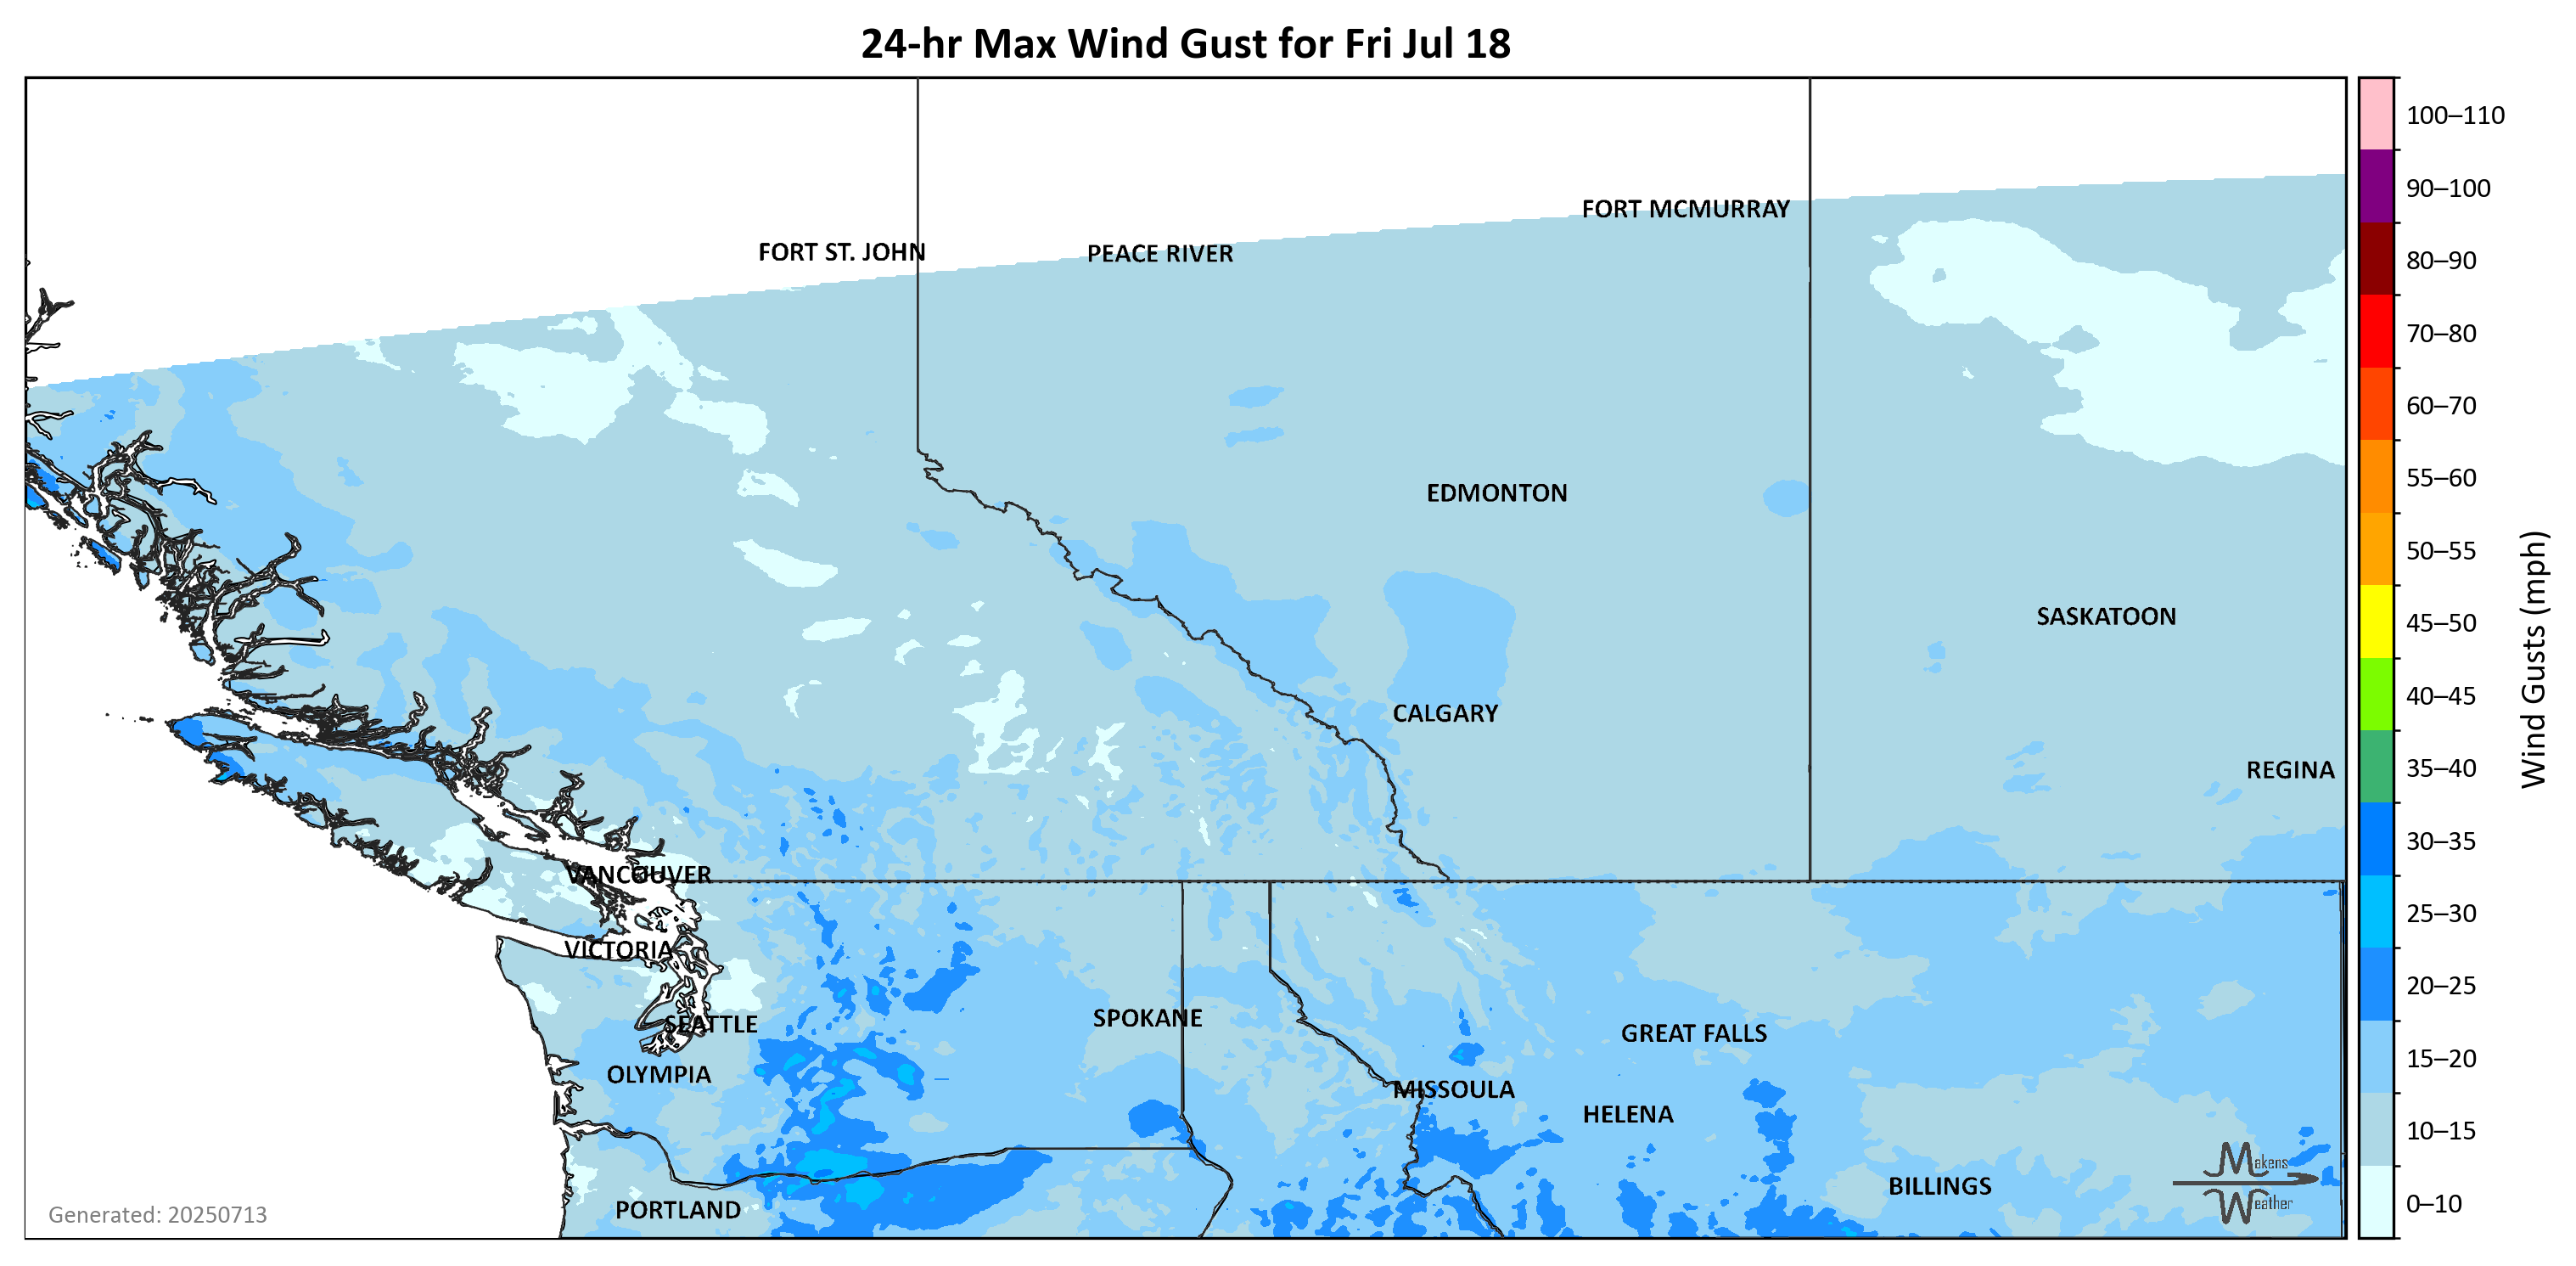 24-hr Max Wind Gust for Fri Jul 18
100–110
90–100
80–90
70–80
60–70
55–60
50–55
45–50
40–45
35–40
30–35
25–30
20–25
15–20
10–15
0–10
Wind Gusts (mph)
FORT MCMURRAY
FORT ST. JOHN
PEACE RIVER
EDMONTON
SASKATOON
CALGARY
REGINA
VANCOUVER
VICTORIA
SPOKANE
SEATTLE
GREAT FALLS
OLYMPIA
MISSOULA
HELENA
BILLINGS
PORTLAND
Makens
Weather
Generated: 20250713